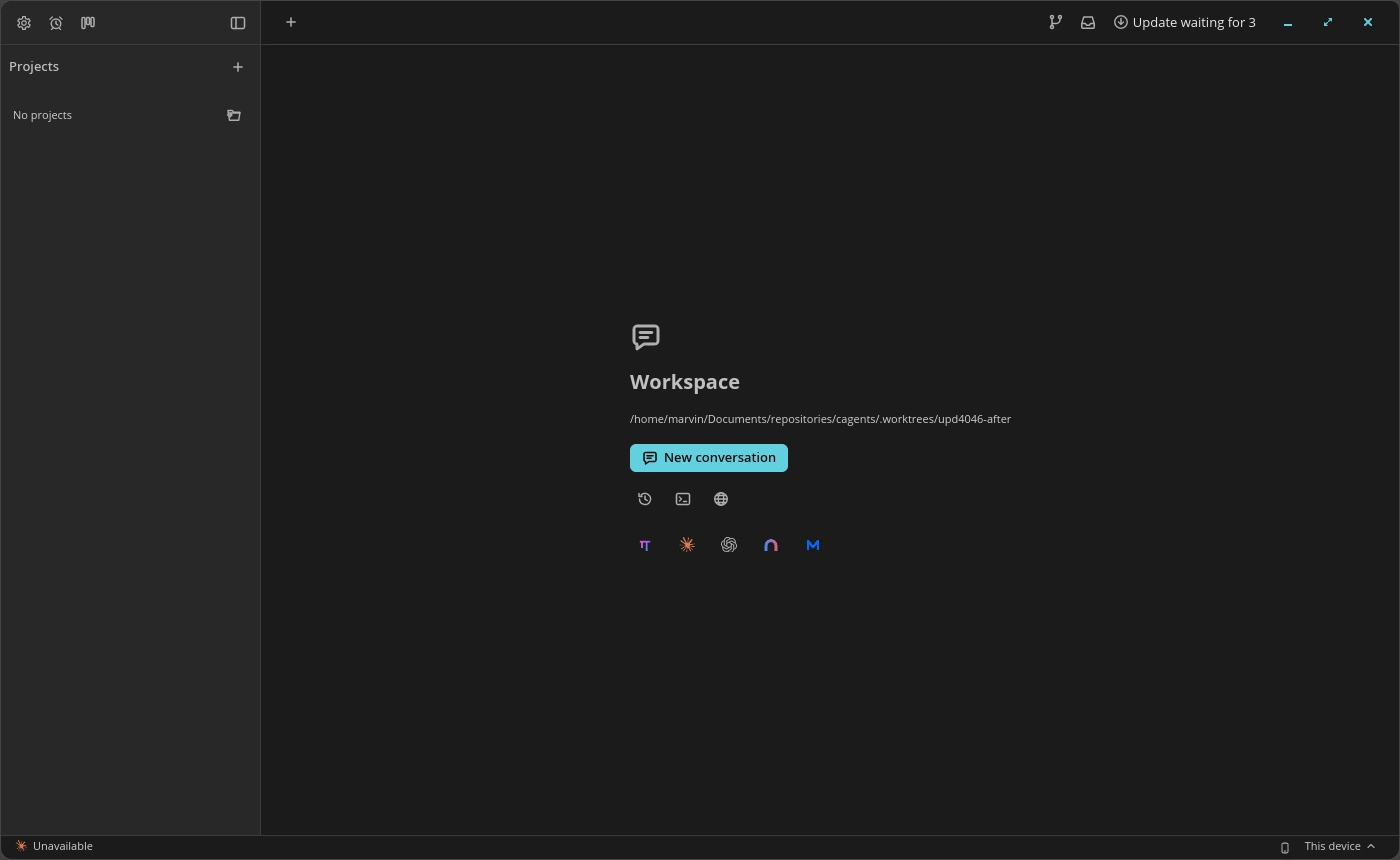 Update waiting for 3
Projects
No projects
Workspace
/home/marvin/Documents/repositories/cagents/.worktrees/upd4046-after
New conversation
Unavailable
This device